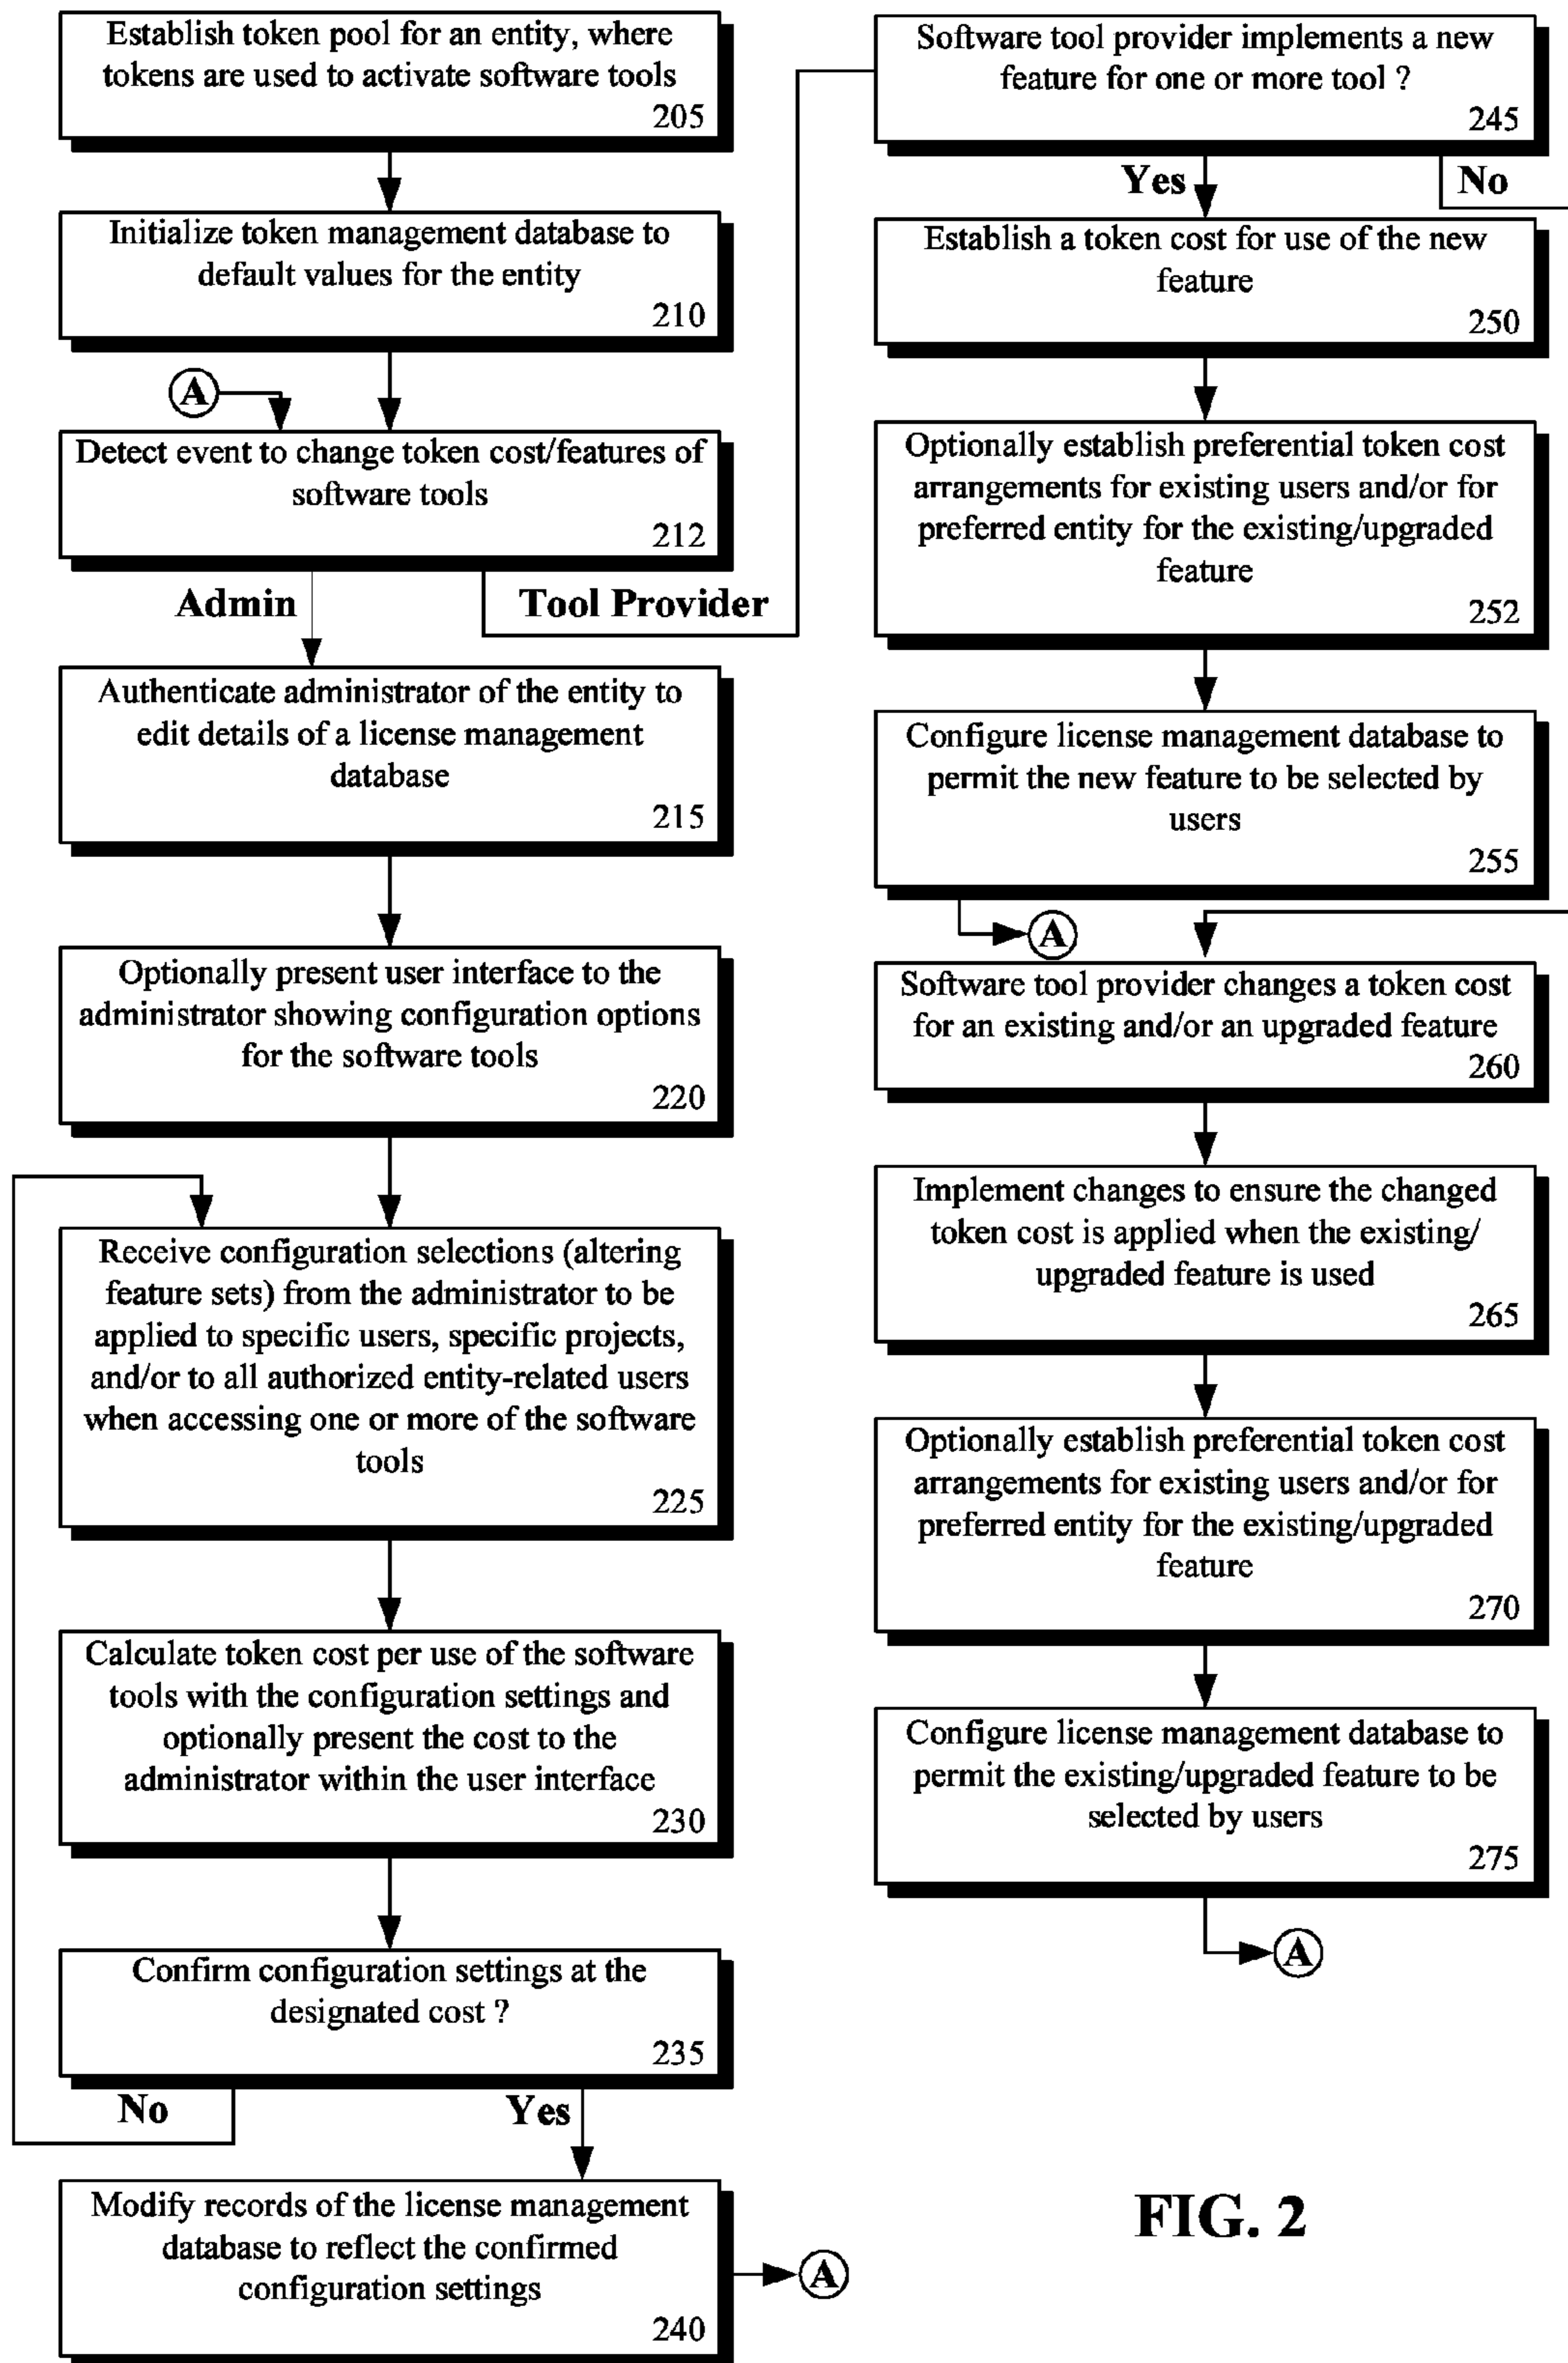 Establish token pool for an entity, where
tokens are used to activate software tools
205
Initialize token management database to
default values for the entity
210
A
Detect event to change token cost/features of
software tools
212
Admin
Tool Provider
Authenticate administrator of the entity to
edit details of a license management
database
215
Optionally present user interface to the
administrator showing configuration options
for the software tools
220
Receive configuration selections (altering
feature sets) from the administrator to be
applied to specific users, specific projects,
and/or to all authorized entity-related users
when accessing one or more of the software
tools
225
Calculate token cost per use of the software
tools with the configuration settings and
optionally present the cost to the
administrator within the user interface
230
Confirm configuration settings at the
designated cost ?
235
No
Yes
Modify records of the license management
database to reflect the confirmed
configuration settings
240
A
Software tool provider implements a new
feature for one or more tool ?
245
Yes
No
Establish a token cost for use of the new
feature
250
Optionally establish preferential token cost
arrangements for existing users and/or for
preferred entity for the existing/upgraded
feature
252
Configure license management database to
permit the new feature to be selected by
users
255
A
Software tool provider changes a token cost
for an existing and/or an upgraded feature
260
Implement changes to ensure the changed
token cost is applied when the existing/
upgraded feature is used
265
Optionally establish preferential token cost
arrangements for existing users and/or for
preferred entity for the existing/upgraded
feature
270
Configure license management database to
permit the existing/upgraded feature to be
selected by users
275
A
FIG. 2